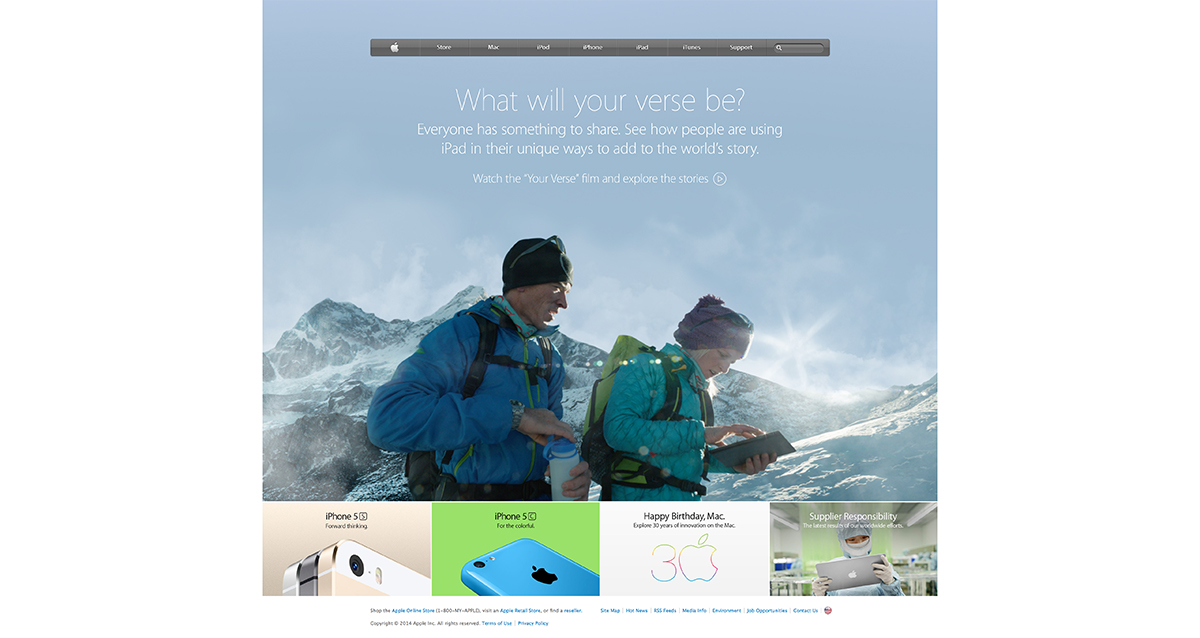 Store Mac iPod iPhone iPad iTunes Support
What will your verse be?
Everyone has something to share. See how people are using
iPad in their unique ways to add to the world's story.
Watch the "Your Verse" film and explore the stories
iPhone 5S
Forward thinking.
iPhone 5C
For the colorful.
Happy Birthday, Mac.
Explore 30 years of innovation on the Mac.
30
Supplier Responsibility
The latest results of our worldwide efforts.
Shop the Apple Online Store (1-800-MY-APPLE), visit an Apple Retail Store, or find a reseller.
Site Map | Hot News | RSS Feeds | Media Info | Environment | Job Opportunities | Contact Us
Copyright © 2014 Apple Inc. All rights reserved. Terms of Use | Privacy Policy